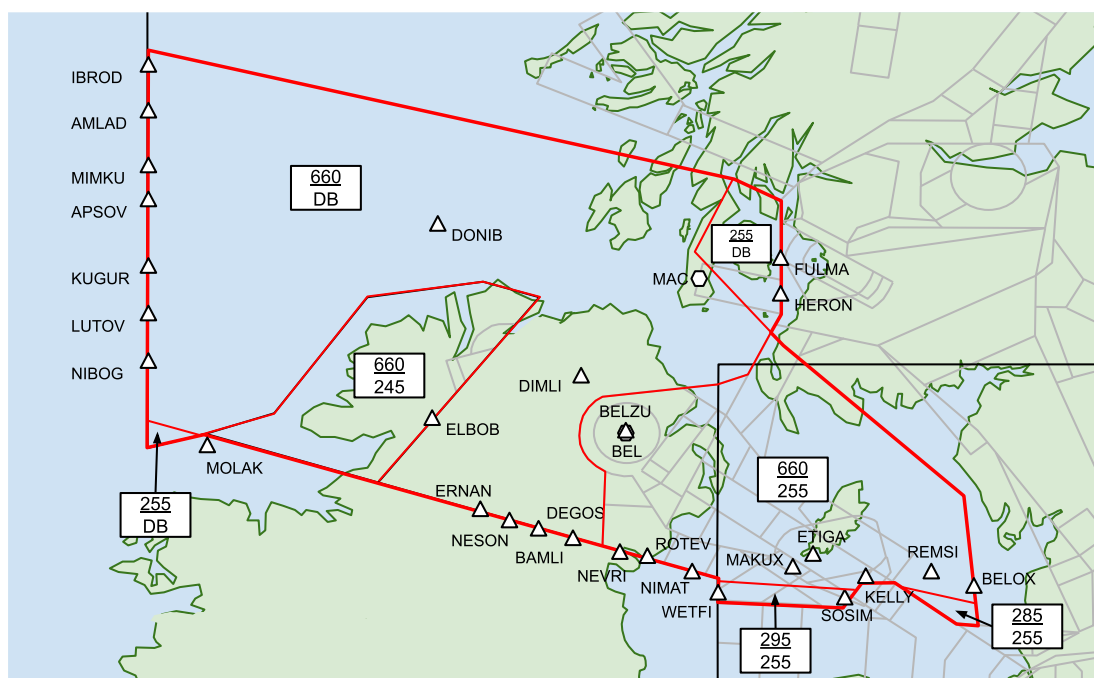 IBROD
AMLAD
MIMKU
660
DB
APSOV
DONIB
255
DB
FULMA
MAC
KUGUR
HERON
LUTOV
NIBOG
660
245
DIMLI
BELZU
ELBOB
BEL
MOLAK
660
255
ERNAN
255
DB
DEGOS
NESON
BAMLI
ROTEV
ETIGA
REMSI
MAKUX
NEVRI
NIMAT
BELOX
KELLY
WETFI
SOSIM
285
255
295
255